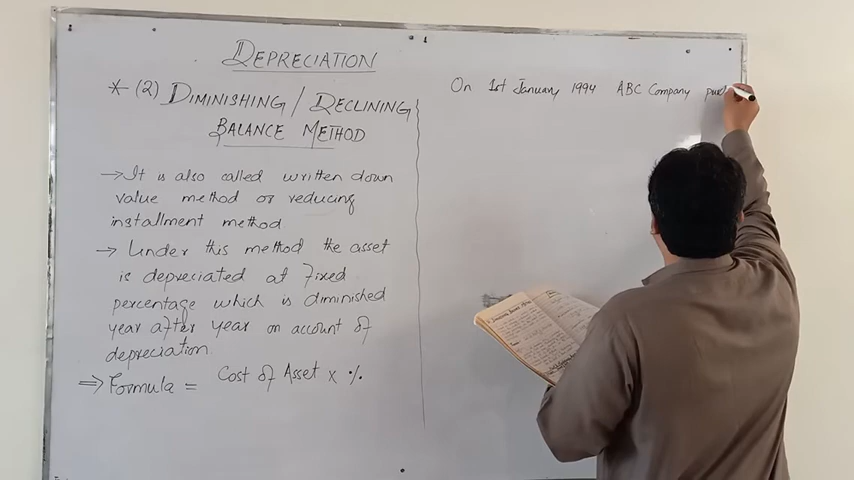 DEPRECIATION
* (2) DIMINISHING / DECLINING
BALANCE METHOD
→ It is also called written down
value method or reducing
installment method
→ Under this method the asset
is depreciated at fixed
percentage which is diminished
year after year on account of
depreciation
⇒ Formula = Cost of Asset x %
On 1st January 1994 ABC Company